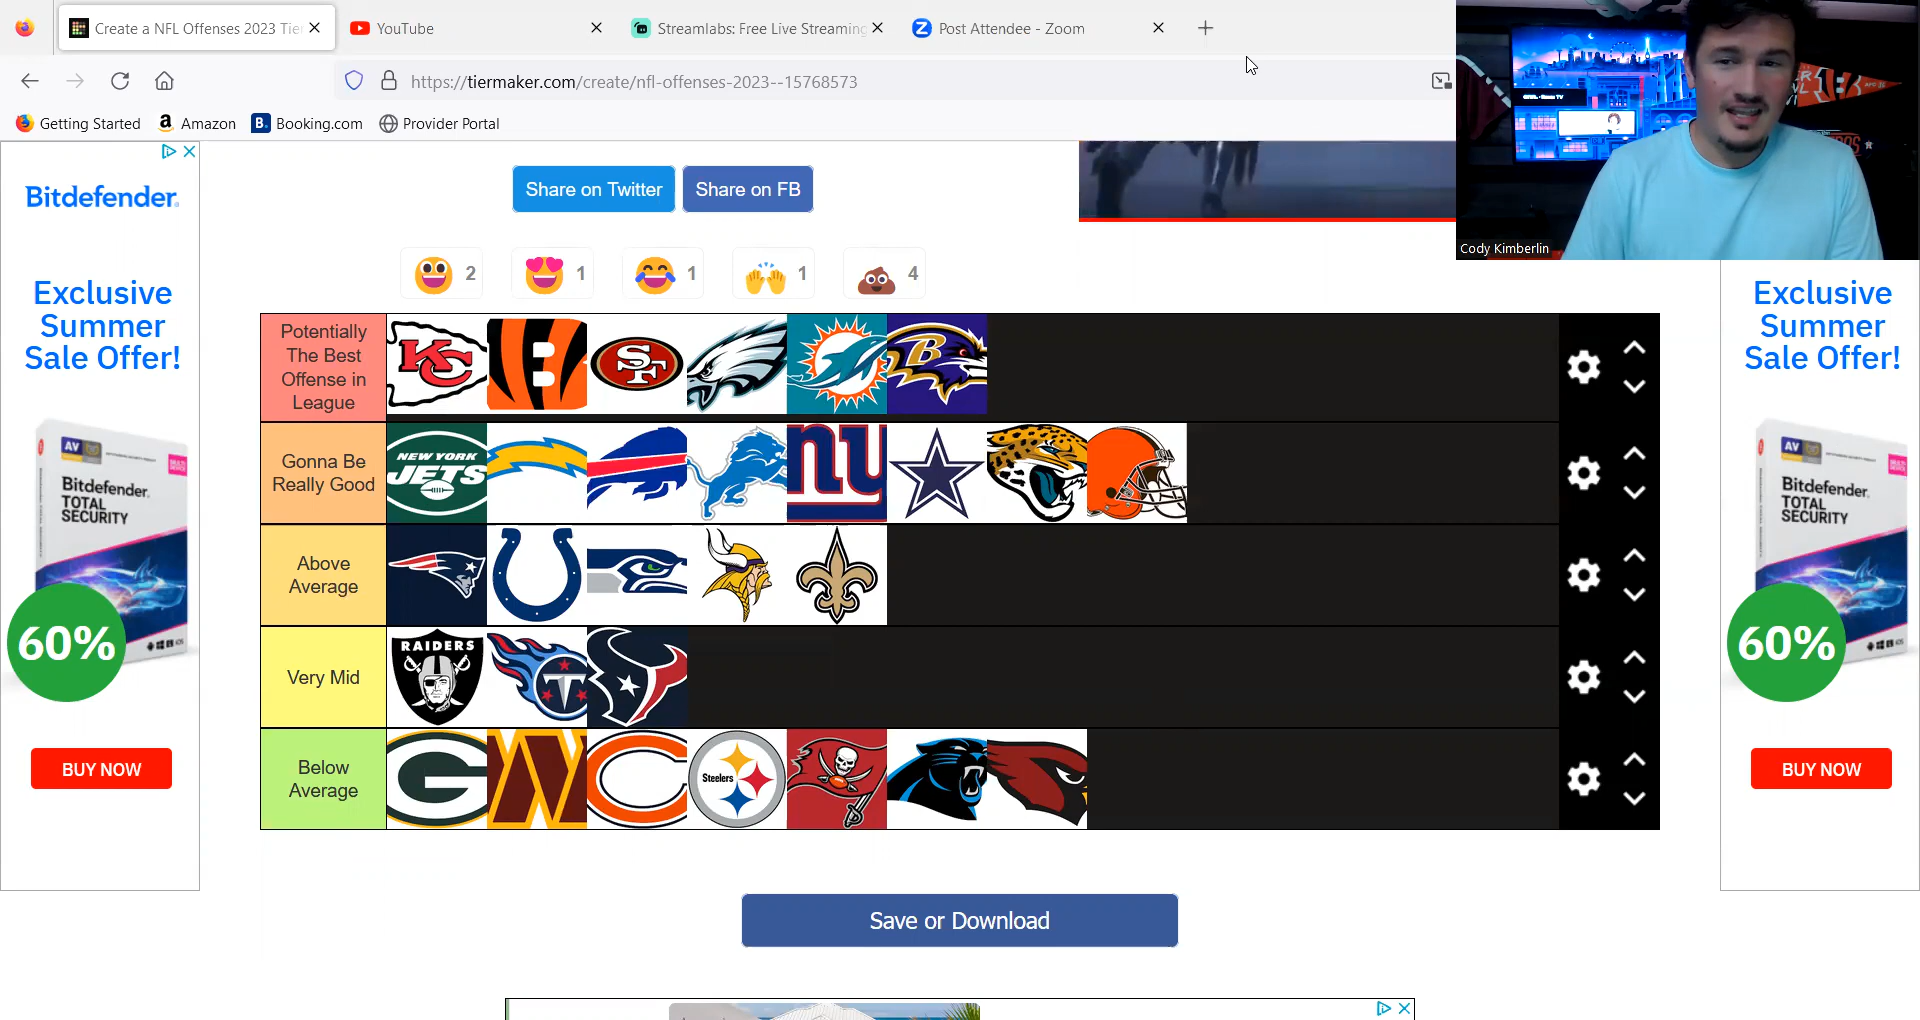 Create a NFL Offenses 2023 Tier
YouTube
Streamlabs: Free Live Streaming
Post Attendee - Zoom
https://tiermaker.com/create/nfl-offenses-2023--15768573
Getting Started
Amazon
Booking.com
Provider Portal
Cody Kimberlin
Share on Twitter
Share on FB
2
1
1
1
4
Bitdefender.
Exclusive
Summer
Sale Offer!
AV
Bitdefender.
TOTAL
SECURITY
60%
BUY NOW
Potentially
The Best
Offense in
League
KC
B
SF
B
Gonna Be
Really Good
NEW YORK
JETS
ny
Above
Average
Very Mid
RAIDERS
T
Below
Average
G
W
C
Steelers
Exclusive
Summer
Sale Offer!
AV
Bitdefender.
TOTAL
SECURITY
60%
BUY NOW
Save or Download